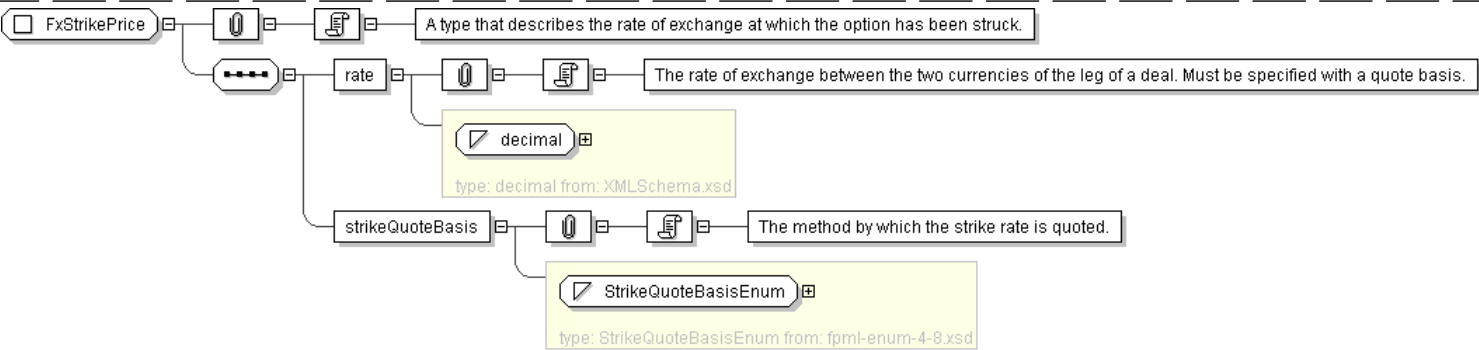 FxStrikePrice
A type that describes the rate of exchange at which the option has been struck.
rate
The rate of exchange between the two currencies of the leg of a deal. Must be specified with a quote basis.
decimal
type: decimal from: XMLSchema.xsd
strikeQuoteBasis
The method by which the strike rate is quoted.
StrikeQuoteBasisEnum
type: StrikeQuoteBasisEnum from: fpml-enum-4-8.xsd